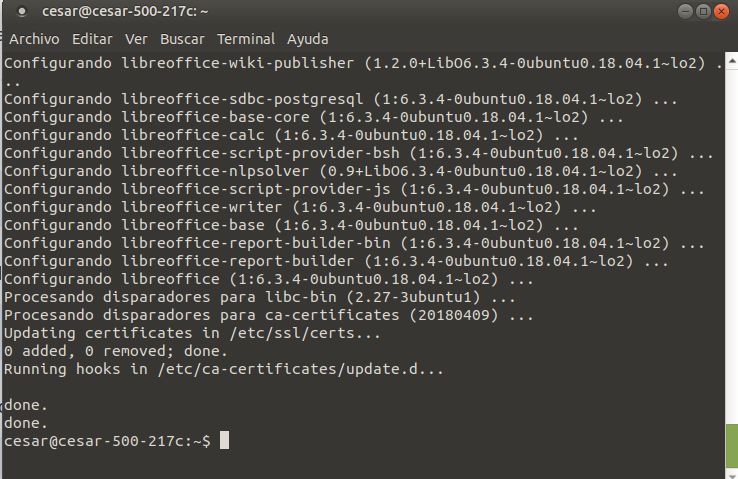 cesar@cesar-500-217c: ~
Archivo Editar Ver Buscar Terminal Ayuda
Configurando libreoffice-wiki-publisher (1.2.0+LibO6.3.4-0ubuntu0.18.04.1~lo2) .
..
Configurando libreoffice-sdbc-postgresql (1:6.3.4-0ubuntu0.18.04.1~lo2) ...
Configurando libreoffice-base-core (1:6.3.4-0ubuntu0.18.04.1~lo2) ...
Configurando libreoffice-calc (1:6.3.4-0ubuntu0.18.04.1~lo2) ...
Configurando libreoffice-script-provider-bsh (1:6.3.4-0ubuntu0.18.04.1~lo2) ...
Configurando libreoffice-nlpsolver (0.9+LibO6.3.4-0ubuntu0.18.04.1~lo2) ...
Configurando libreoffice-script-provider-js (1:6.3.4-0ubuntu0.18.04.1~lo2) ...
Configurando libreoffice-writer (1:6.3.4-0ubuntu0.18.04.1~lo2) ...
Configurando libreoffice-base (1:6.3.4-0ubuntu0.18.04.1~lo2) ...
Configurando libreoffice-report-builder-bin (1:6.3.4-0ubuntu0.18.04.1~lo2) ...
Configurando libreoffice-report-builder (1:6.3.4-0ubuntu0.18.04.1~lo2) ...
Configurando libreoffice (1:6.3.4-0ubuntu0.18.04.1~lo2) ...
Procesando disparadores para libc-bin (2.27-3ubuntu1) ...
Procesando disparadores para ca-certificates (20180409) ...
Updating certificates in /etc/ssl/certs...
0 added, 0 removed; done.
Running hooks in /etc/ca-certificates/update.d...
done.
done.
cesar@cesar-500-217c:~$